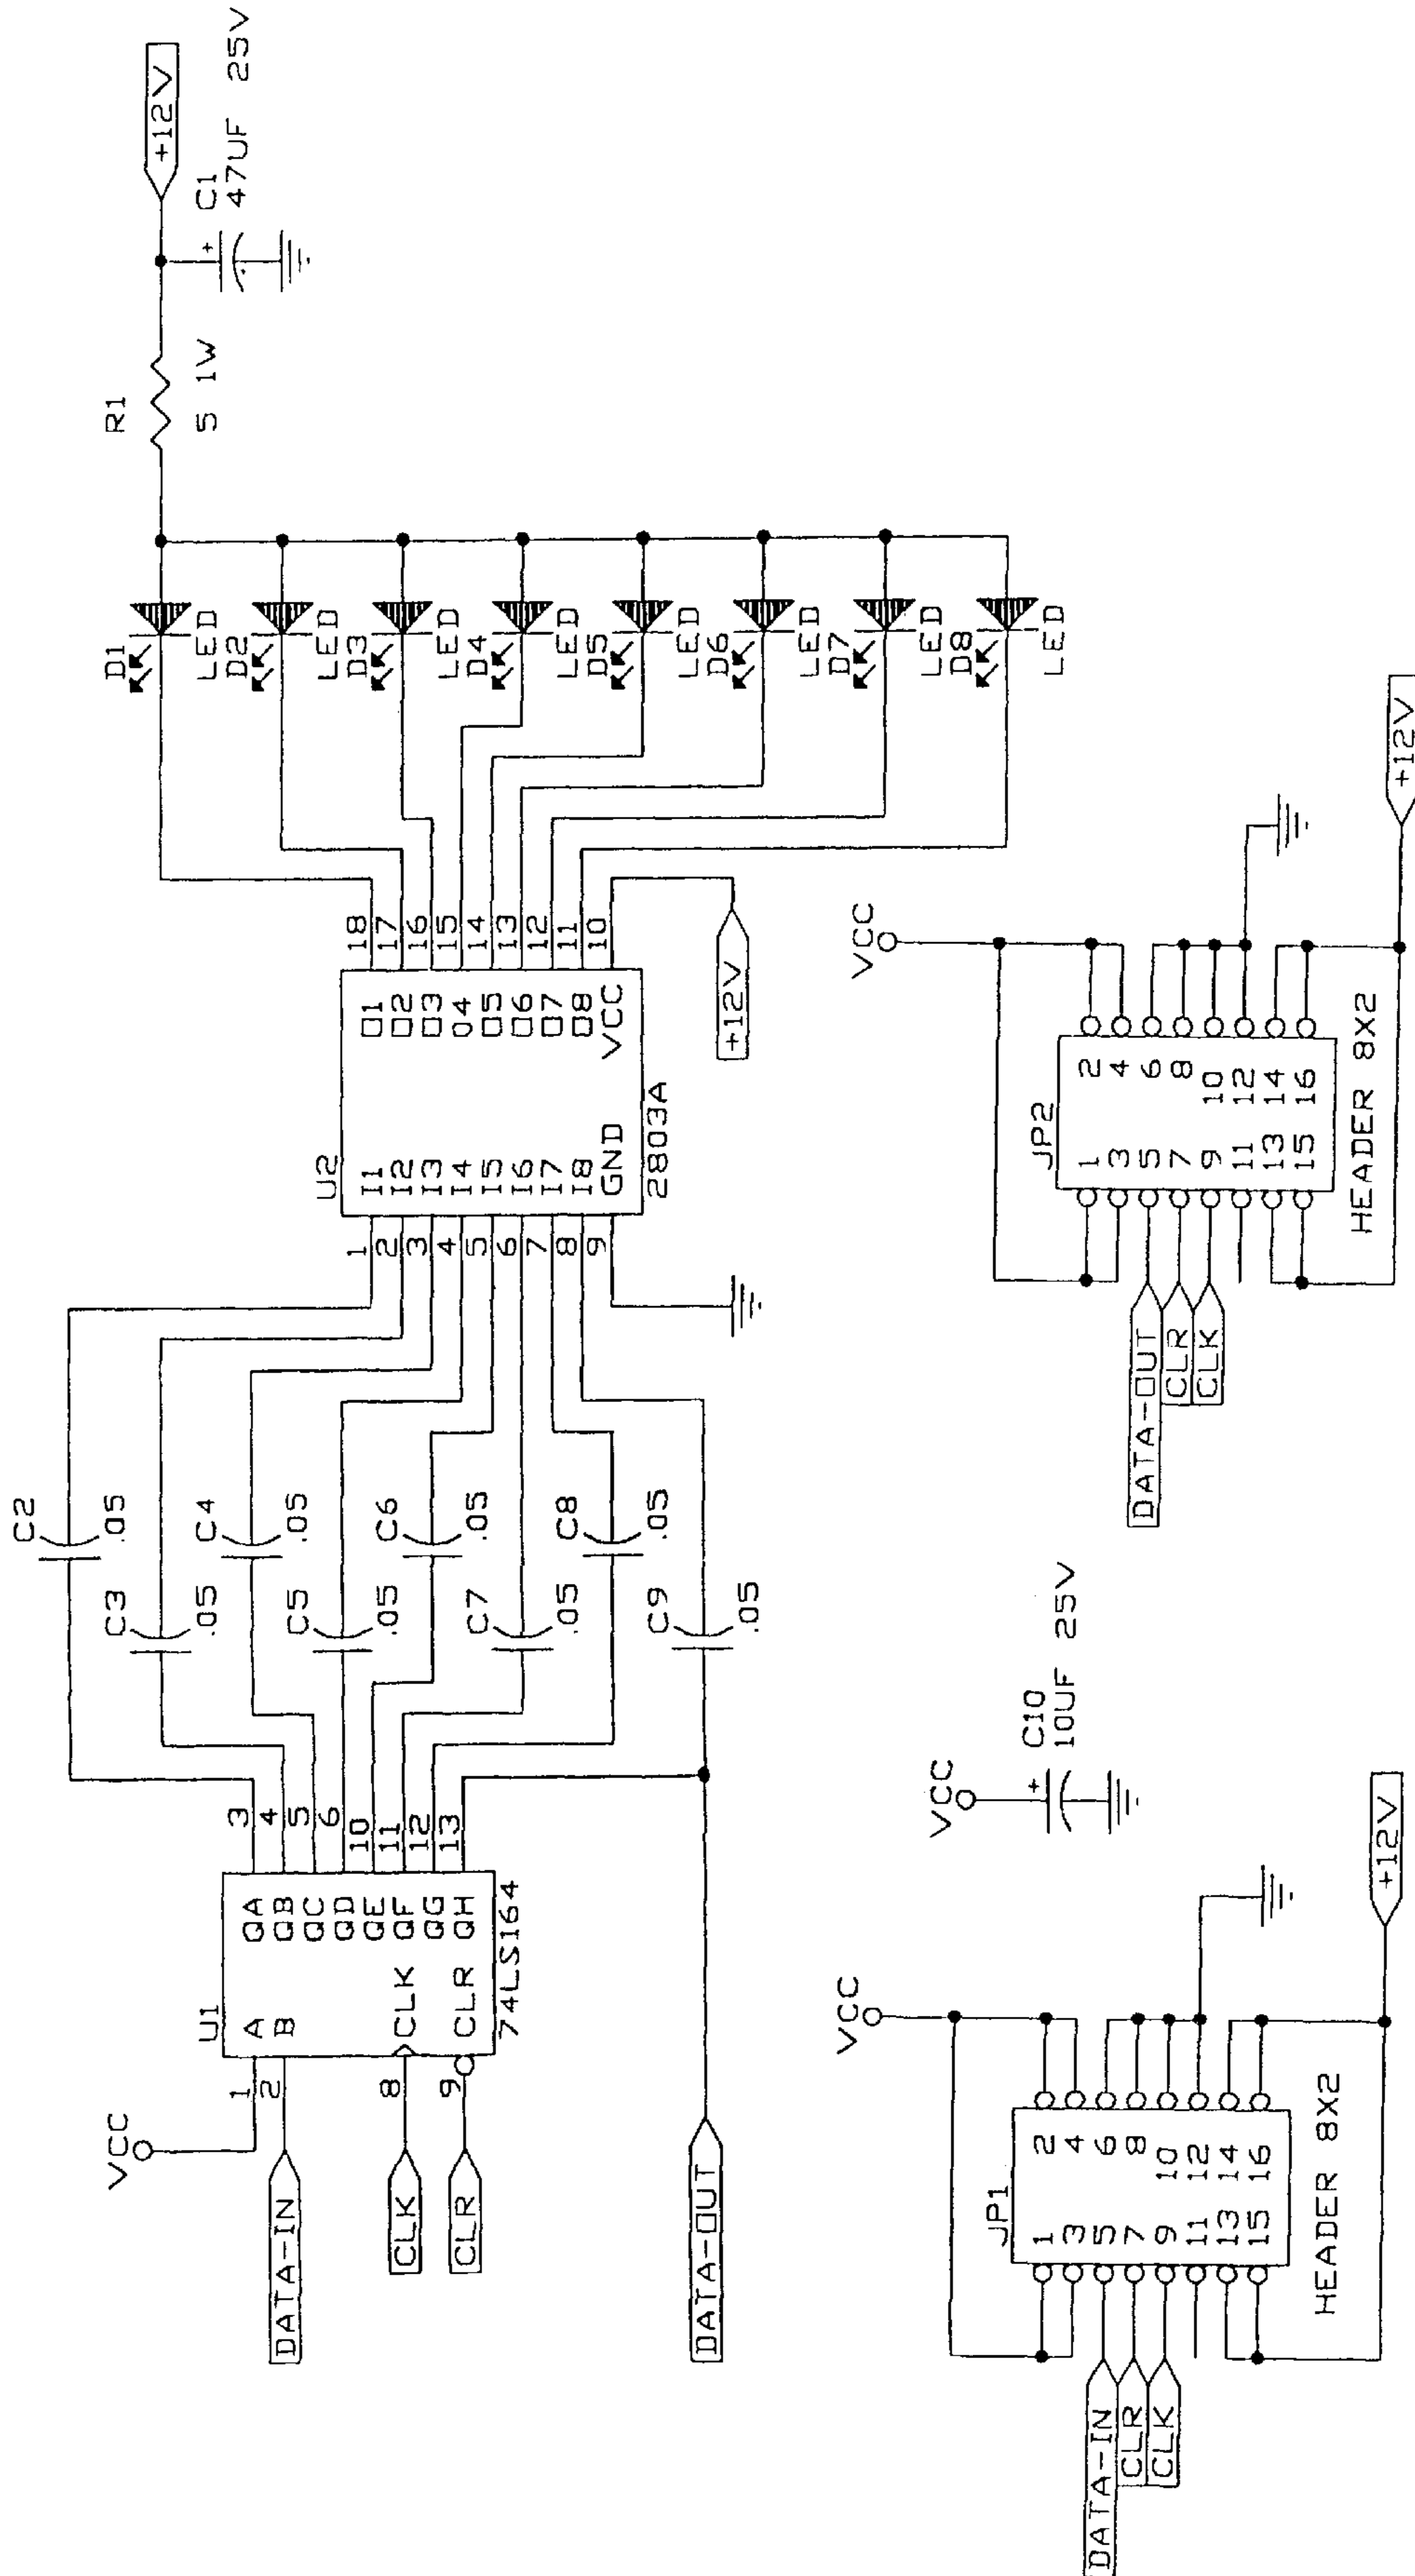 U1
74LS164
VCC
DATA-IN
CLK
CLR
DATA-OUT
1 A
2 B
8 CLK
9 CLR
QA 3
QB 4
QC 5
QD 6
QE 10
QF 11
QG 12
QH 13
C2
.05
C3
.05
C4
.05
C5
.05
C6
.05
C7
.05
C8
.05
C9
.05
U2
2803A
1 I1 O1 18
2 I2 O2 17
3 I3 O3 16
4 I4 O4 15
5 I5 O5 14
6 I6 O6 13
7 I7 O7 12
8 I8 O8 11
9 GND VCC 10
+12V
D1
LED
D2
LED
D3
LED
D4
LED
D5
LED
D6
LED
D7
LED
D8
LED
R1
5 1W
+12V
+
C1
47UF 25V
VCC
JP1
1 2
3 4
5 6
7 8
9 10
11 12
13 14
15 16
HEADER 8X2
DATA-IN
CLR
CLK
+12V
VCC
+
C10
10UF 25V
VCC
JP2
1 2
3 4
5 6
7 8
9 10
11 12
13 14
15 16
HEADER 8X2
DATA-OUT
CLR
CLK
+12V